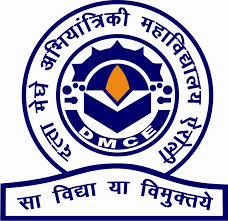 दत्ता मेघे अभियांत्रिकी महाविद्यालय ऐरोली
DMCE
सा विद्या या विमुक्तये